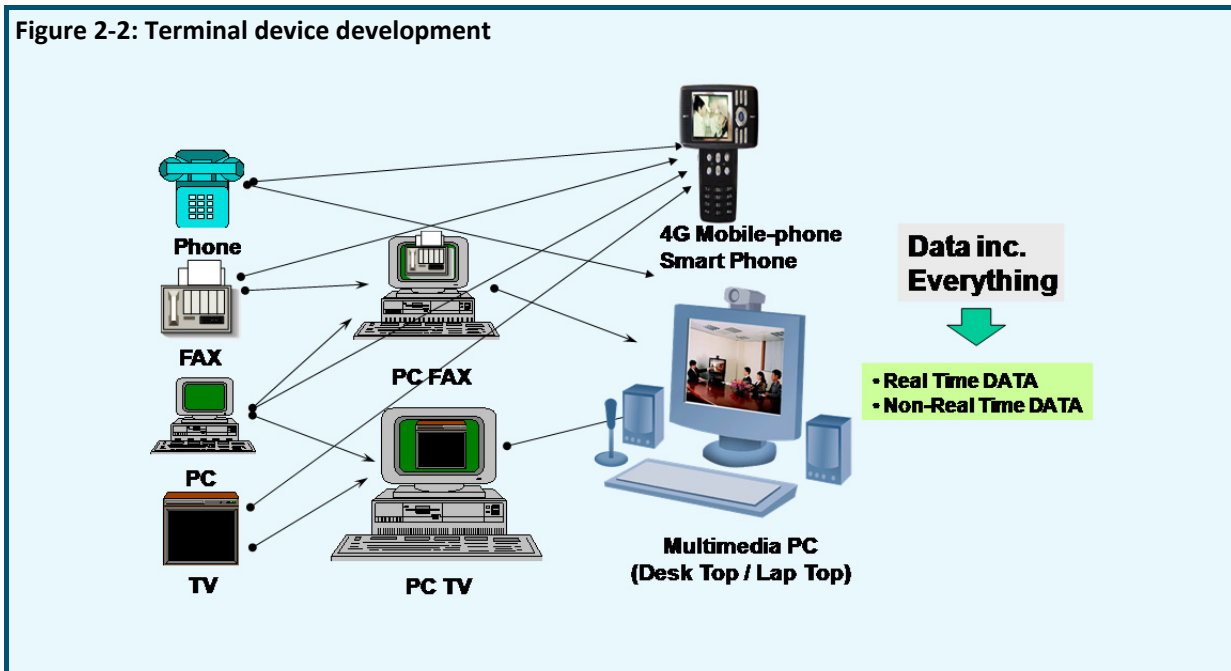 Figure 2-2: Terminal device development
Phone
FAX
PC
TV
PC FAX
PC TV
4G Mobile-phone
Smart Phone
Multimedia PC
(Desk Top / Lap Top)
Data inc.
Everything
• Real Time DATA
• Non-Real Time DATA